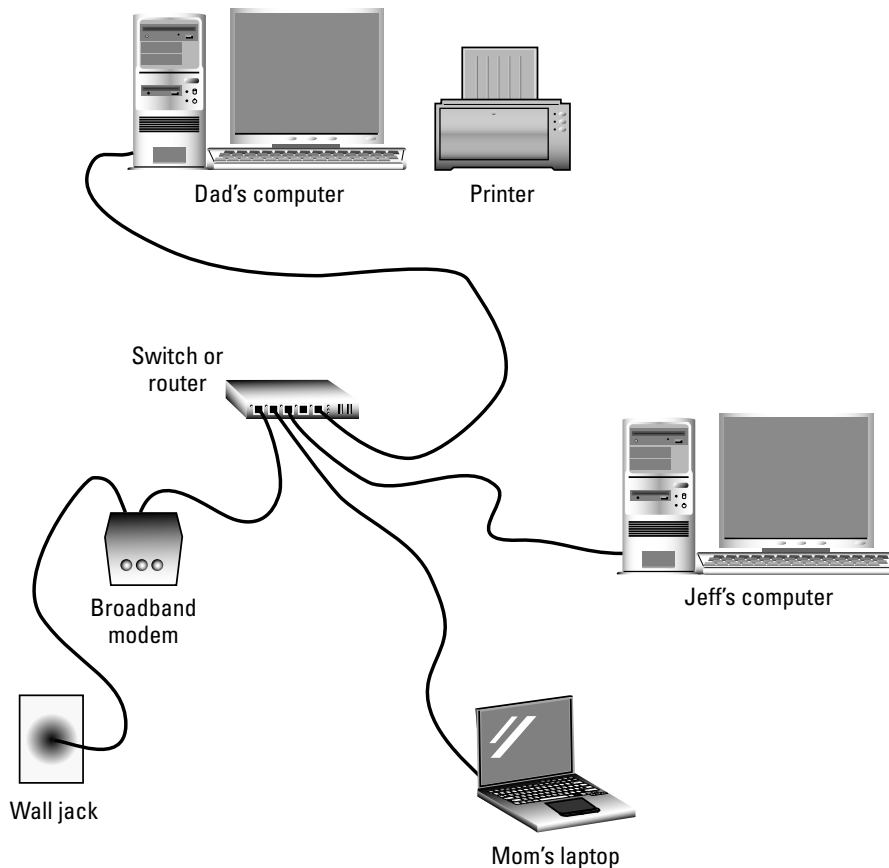 Dad's computer
Printer
Switch or
router
Jeff's computer
Broadband
modem
Wall jack
Mom's laptop